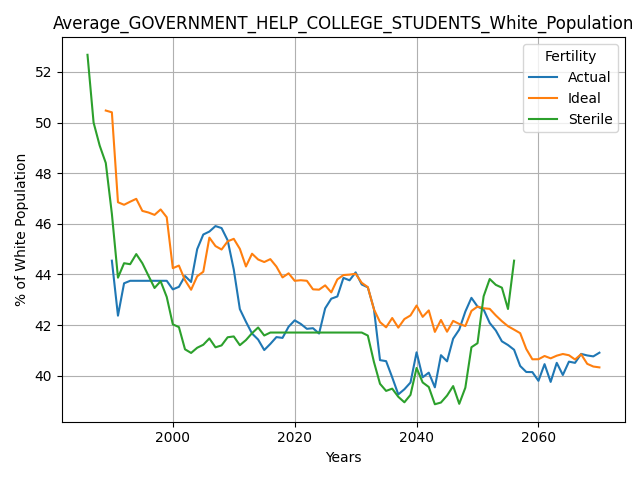 Average_GOVERNMENT_HELP_COLLEGE_STUDENTS_White_Population
Fertility
Actual
Ideal
Sterile
% of White Population
52
50
48
46
44
42
40
2000
2020
2040
2060
Years